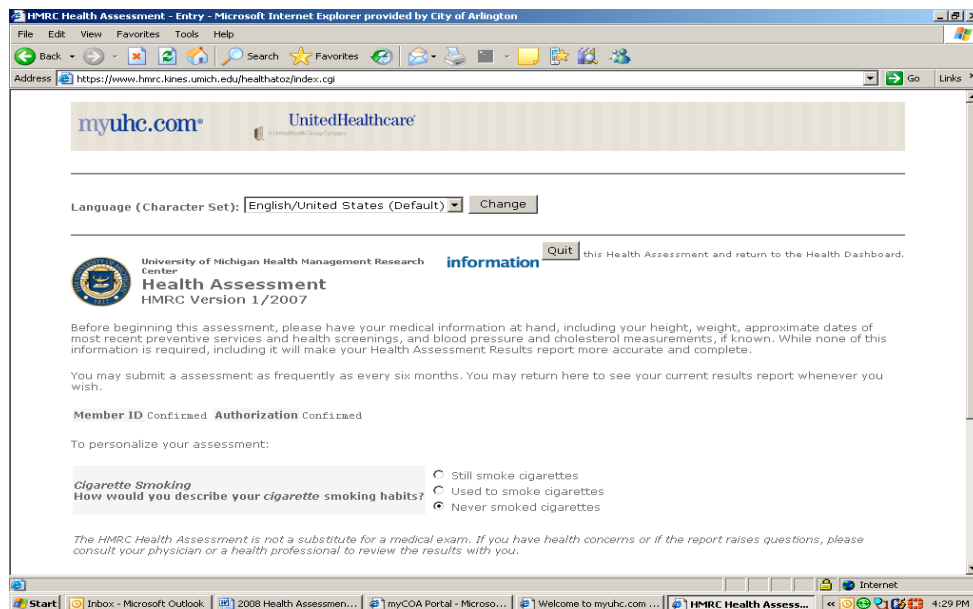 HMRC Health Assessment - Entry - Microsoft Internet Explorer provided by City of Arlington
File Edit View Favorites Tools Help
Back Search Favorites
Address https://www.hmrc.kines.umich.edu/healthatoz/index.cgi Go Links »
myuhc.com® UnitedHealthcare®
A UnitedHealth Group Company
Language (Character Set): English/United States (Default) Change
University of Michigan Health Management Research Center
Health Assessment
HMRC Version 1/2007
information Quit this Health Assessment and return to the Health Dashboard.
Before beginning this assessment, please have your medical information at hand, including your height, weight, approximate dates of
most recent preventive services and health screenings, and blood pressure and cholesterol measurements, if known. While none of this
information is required, including it will make your Health Assessment Results report more accurate and complete.
You may submit a assessment as frequently as every six months. You may return here to see your current results report whenever you
wish.
Member ID Confirmed Authorization Confirmed
To personalize your assessment:
Cigarette Smoking
How would you describe your cigarette smoking habits?
Still smoke cigarettes
Used to smoke cigarettes
Never smoked cigarettes
The HMRC Health Assessment is not a substitute for a medical exam. If you have health concerns or if the report raises questions, please
consult your physician or a health professional to review the results with you.
Internet
Start Inbox - Microsoft Outlook 2008 Health Assessmen... myCOA Portal - Microso... Welcome to myuhc.com ... HMRC Health Assess... « 4:29 PM